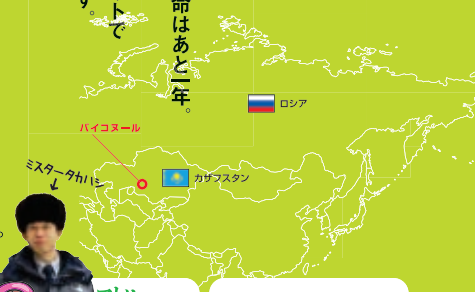 命はあと一年。
トで
す。
ロシア
バイコヌール
カザフスタン
ミスタータカハシ